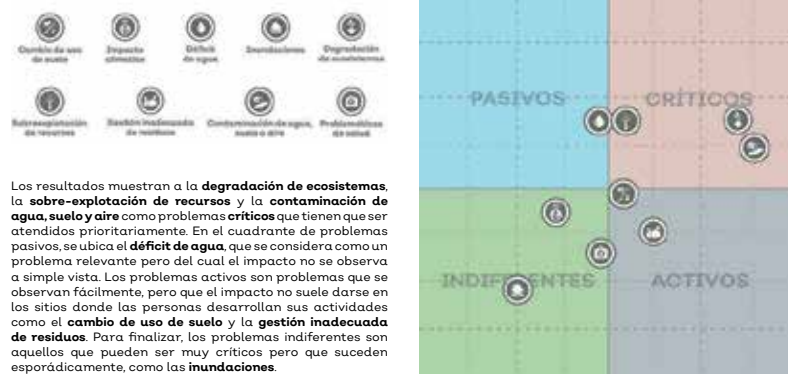 Cambio de uso
de suelo
Impacto
climático
Déficit
de agua
Inundaciones
Degradación
de ecosistemas
Sobreexplotación
de recursos
Gestión inadecuada
de residuos
Contaminación de agua,
suelo o aire
Problemáticas
de salud
Los resultados muestran a la degradación de ecosistemas,
la sobre-explotación de recursos y la contaminación de
agua, suelo y aire como problemas críticos que tienen que ser
atendidos prioritariamente. En el cuadrante de problemas
pasivos, se ubica el déficit de agua, que se considera como un
problema relevante pero del cual el impacto no se observa
a simple vista. Los problemas activos son problemas que se
observan fácilmente, pero que el impacto no suele darse en
los sitios donde las personas desarrollan sus actividades
como el cambio de uso de suelo y la gestión inadecuada
de residuos. Para finalizar, los problemas indiferentes son
aquellos que pueden ser muy críticos pero que suceden
esporádicamente, como las inundaciones.
PASIVOS
CRÍTICOS
INDIFERENTES
ACTIVOS